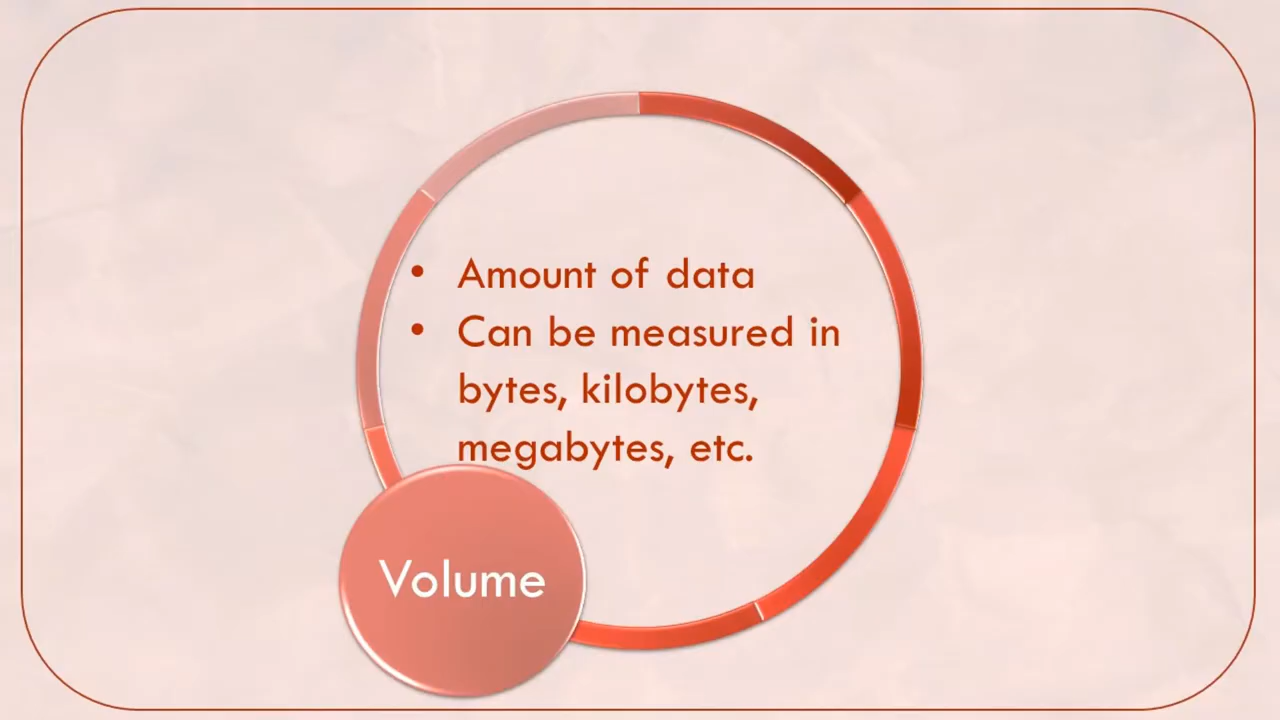 • Amount of data
• Can be measured in
bytes, kilobytes,
megabytes, etc.
Volume